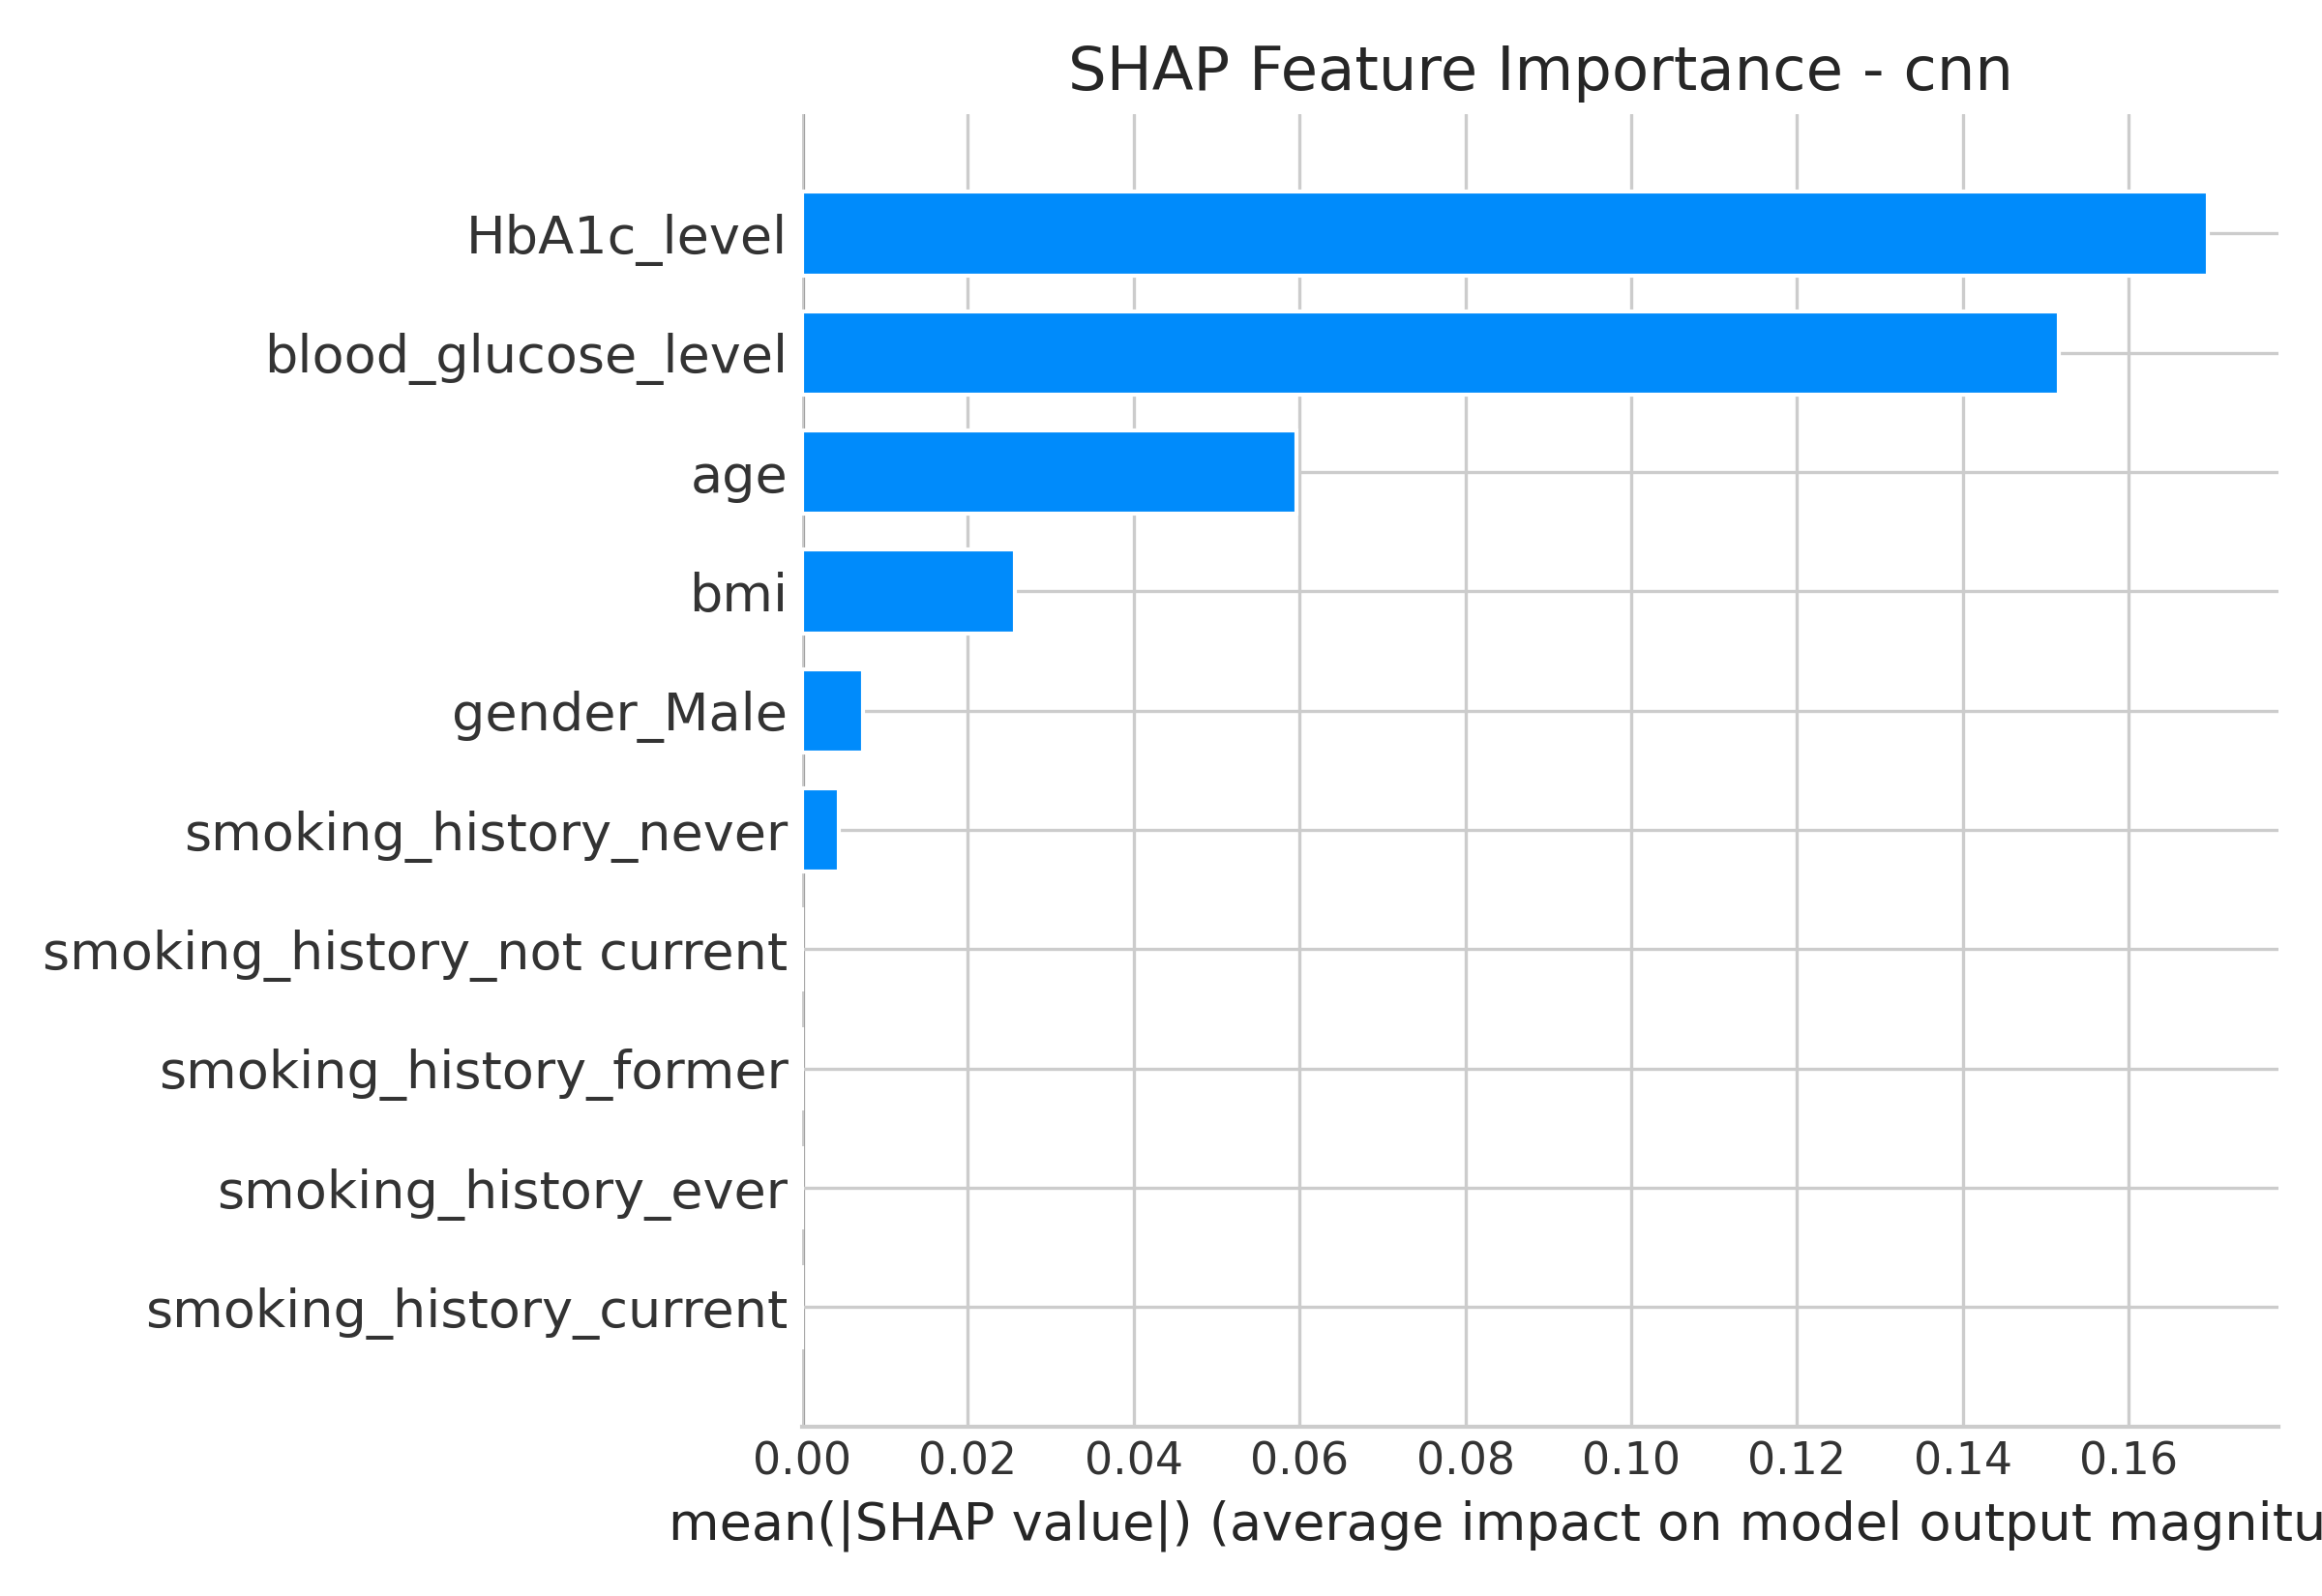 SHAP Feature Importance - cnn
HbA1c_level
blood_glucose_level
age
bmi
gender_Male
smoking_history_never
smoking_history_not current
smoking_history_former
smoking_history_ever
smoking_history_current
0.00 0.02 0.04 0.06 0.08 0.10 0.12 0.14 0.16
mean(|SHAP value|) (average impact on model output magnitu